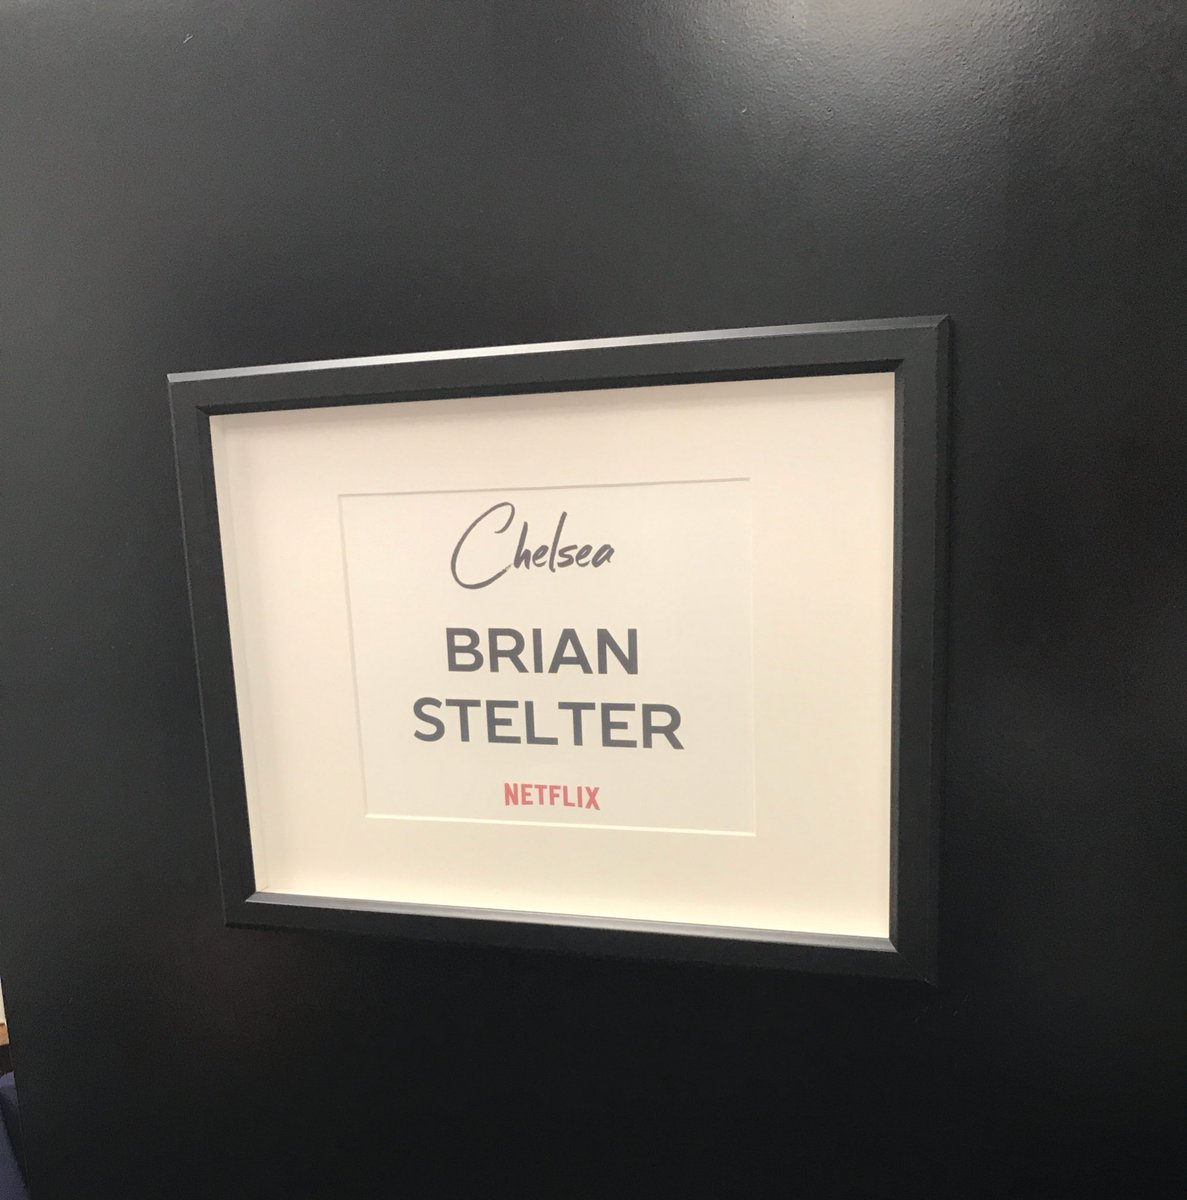 Chelsea
BRIAN
STELTER
NETFLIX